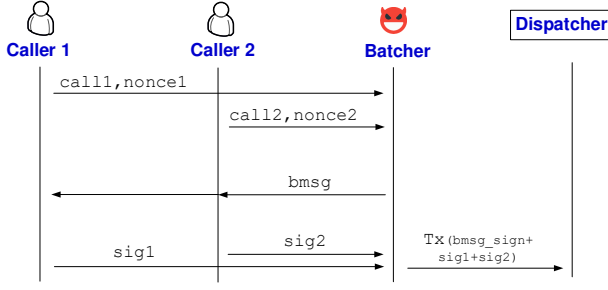 Caller 1
Caller 2
Batcher
Dispatcher
call1,nonce1
call2,nonce2
bmsg
sig1
sig2
Tx(bmsg_sign+
sig1+sig2)